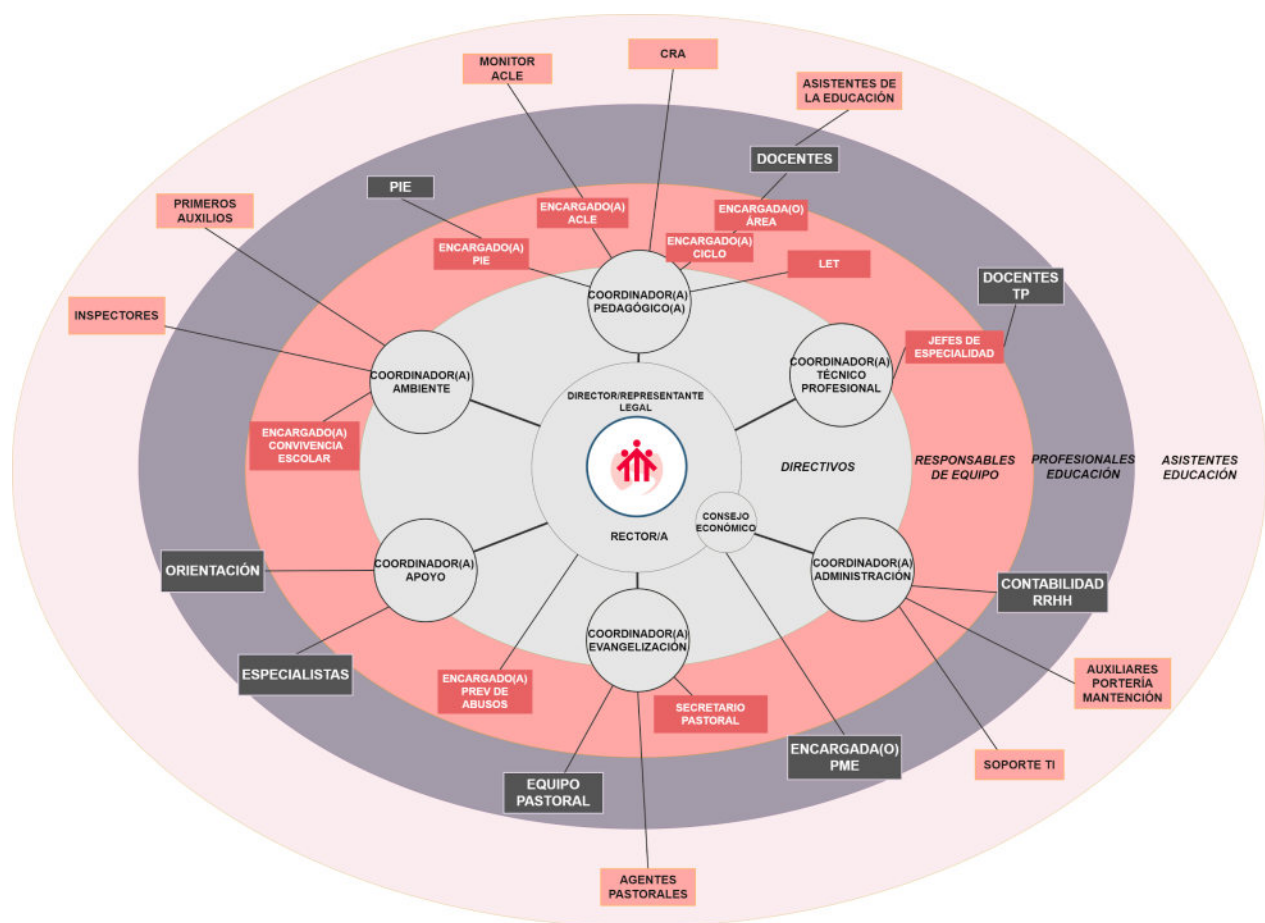 MONITOR
ACLE
CRA
ASISTENTES DE
LA EDUCACIÓN
DOCENTES
PIE
PRIMEROS
AUXILIOS
ENCARGADO(A)
ACLE
ENCARGADA(O)
ÁREA
ENCARGADO(A)
PIE
ENCARGADO(A)
CICLO
LET
DOCENTES
TP
COORDINADOR(A)
PEDAGÓGICO(A)
INSPECTORES
JEFES DE
ESPECIALIDAD
COORDINADOR(A)
AMBIENTE
COORDINADOR(A)
TÉCNICO
PROFESIONAL
DIRECTOR/REPRESENTANTE
LEGAL
ENCARGADO(A)
CONVIVENCIA
ESCOLAR
DIRECTIVOS
RESPONSABLES
DE EQUIPO
PROFESIONALES
EDUCACIÓN
ASISTENTES
EDUCACIÓN
CONSEJO
ECONÓMICO
RECTOR/A
ORIENTACIÓN
COORDINADOR(A)
APOYO
COORDINADOR(A)
ADMINISTRACIÓN
CONTABILIDAD
RRHH
COORDINADOR(A)
EVANGELIZACIÓN
ESPECIALISTAS
ENCARGADO(A)
PREV DE
ABUSOS
SECRETARIO
PASTORAL
AUXILIARES
PORTERÍA
MANTENCIÓN
ENCARGADA(O)
PME
SOPORTE TI
EQUIPO
PASTORAL
AGENTES
PASTORALES